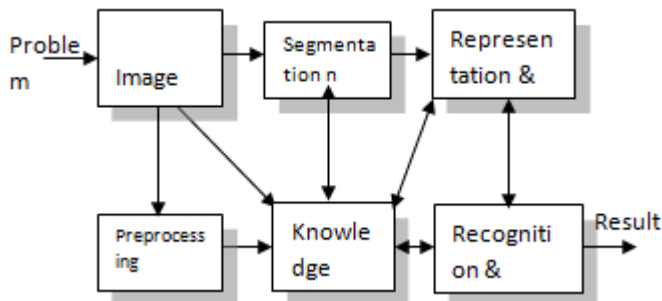 Proble
m
Image
Segmenta
tion n
Represen
tation &
Preprocess
ing
Knowle
dge
Recogniti
on &
Result